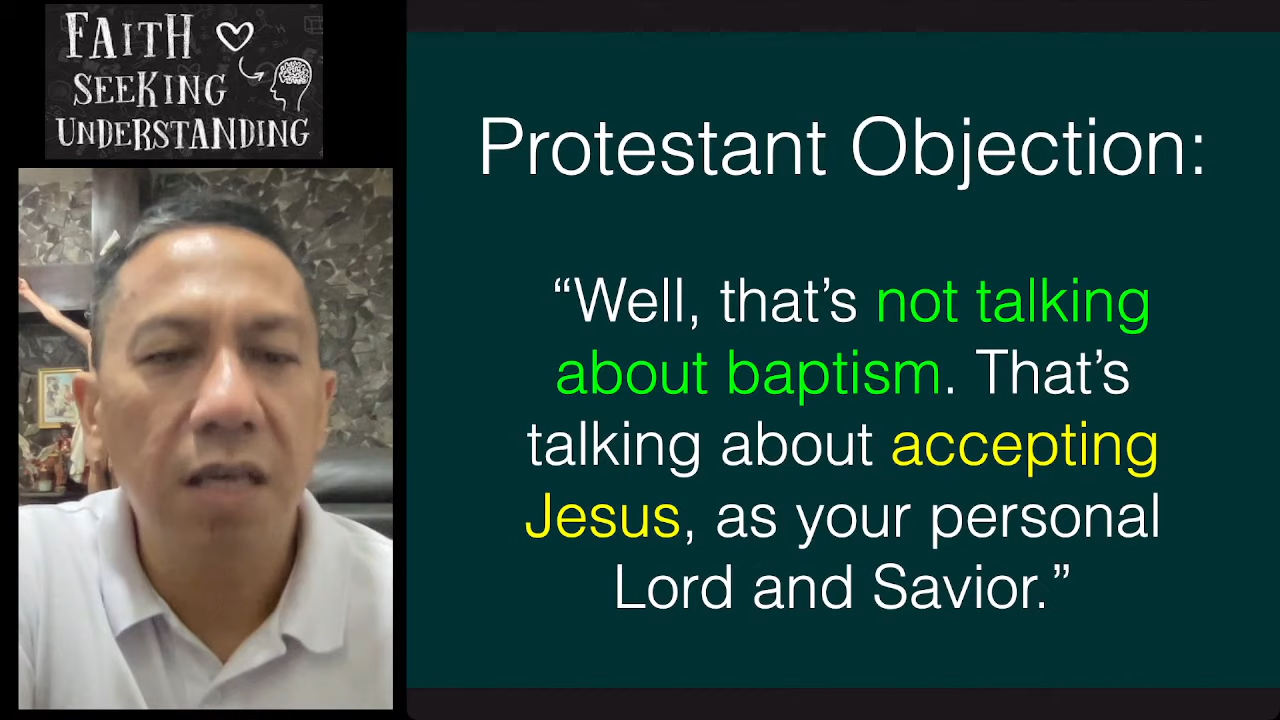 FAITH
SEEKING
UNDERSTANDING
Protestant Objection:
“Well, that’s not talking
about baptism. That’s
talking about accepting
Jesus, as your personal
Lord and Savior.”